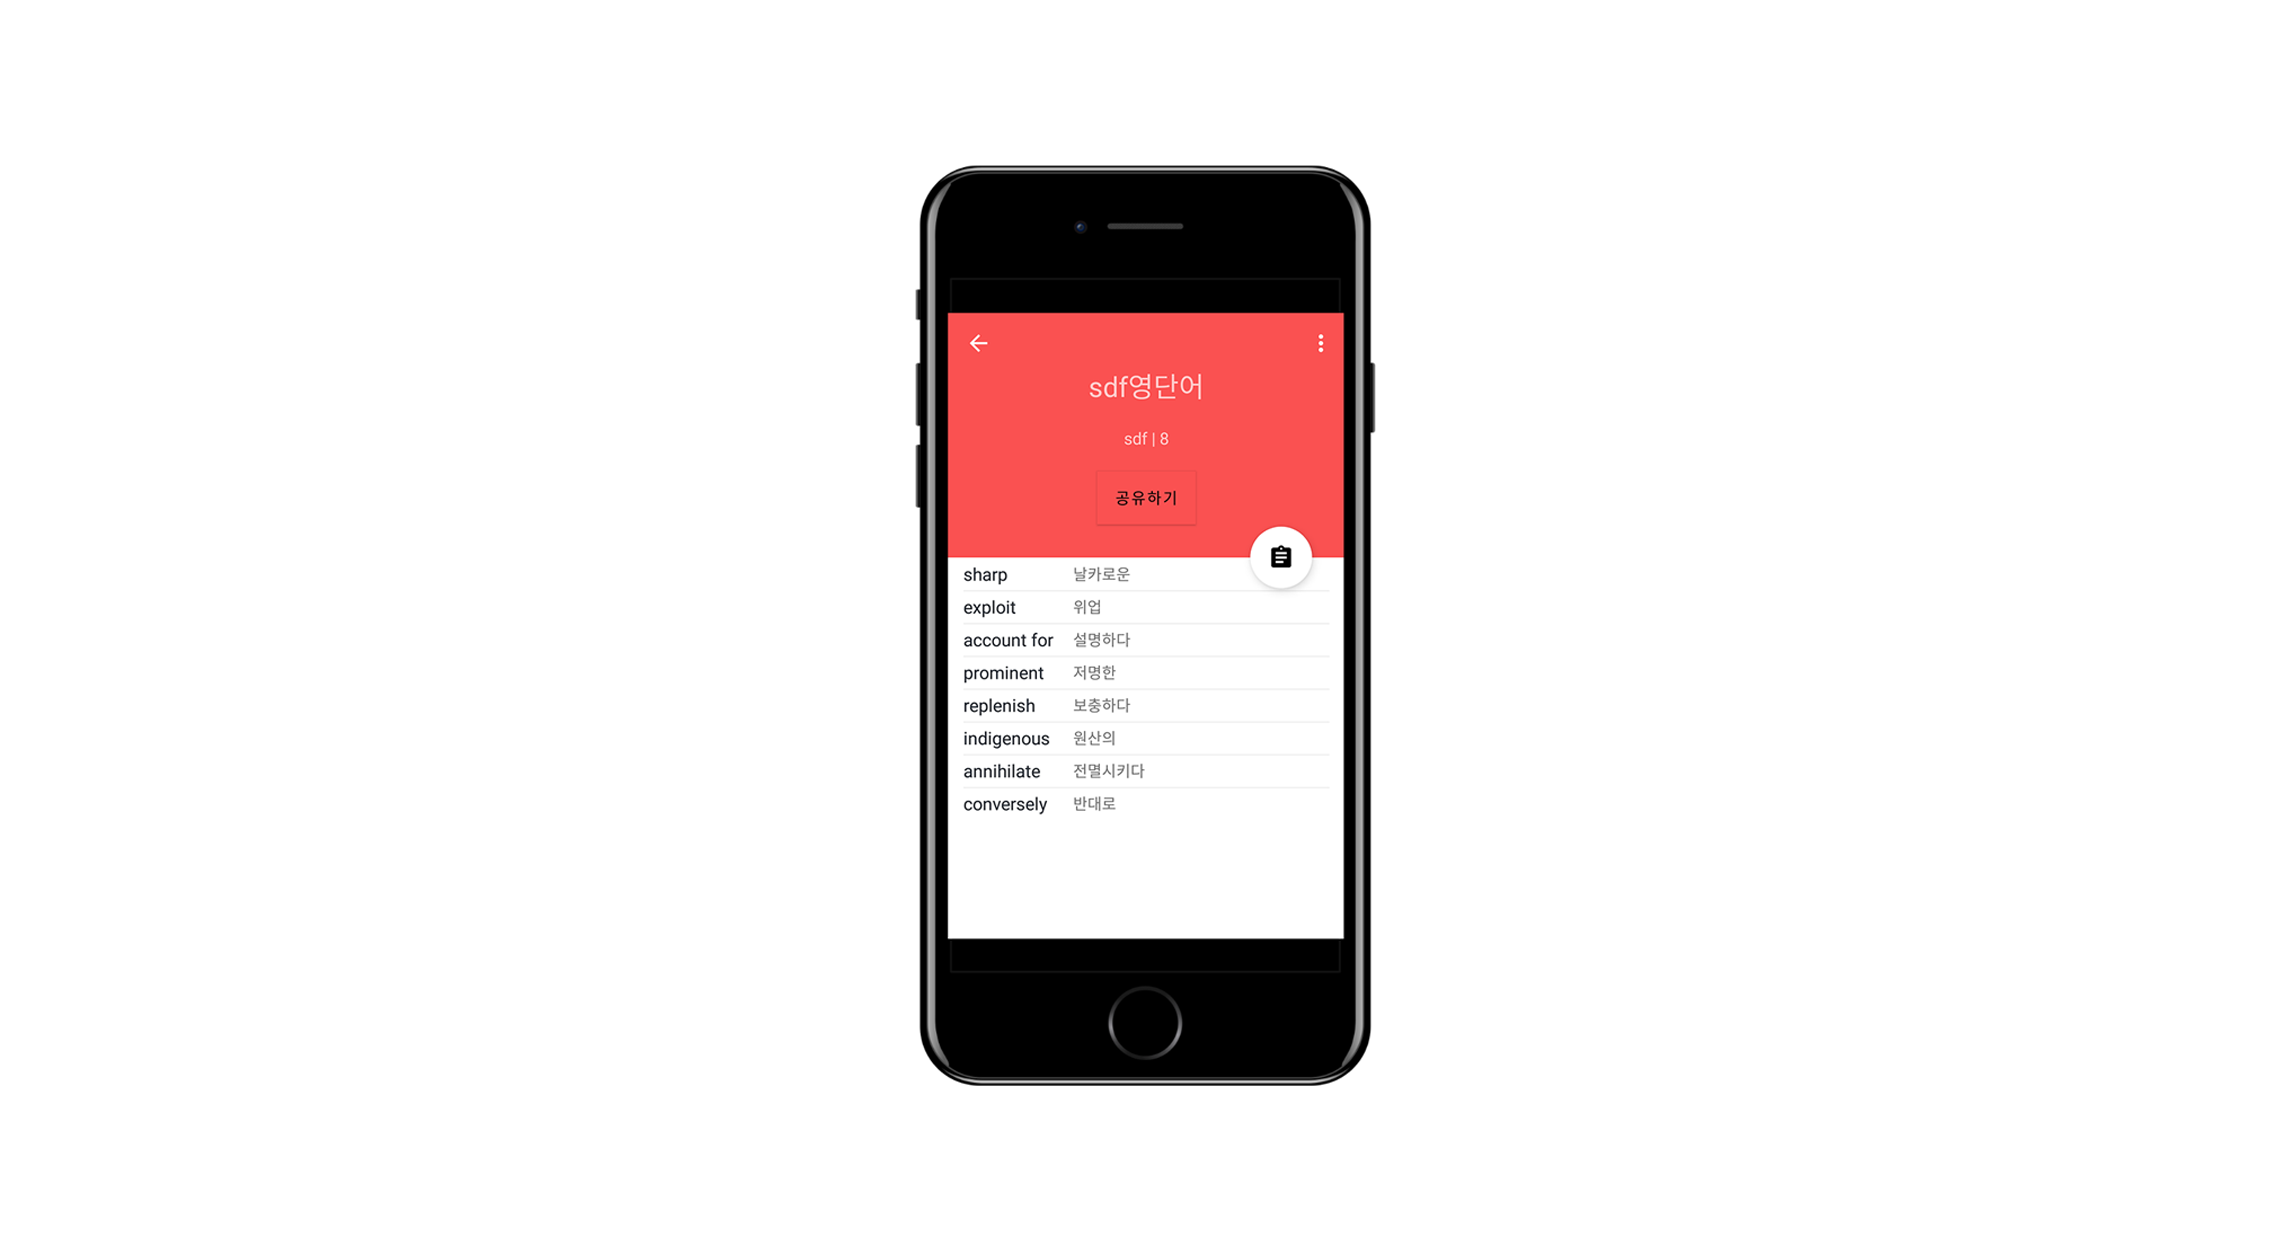 sdf영단어
sdf | 8
공유하기
sharp 날카로운
exploit 위업
account for 설명하다
prominent 저명한
replenish 보충하다
indigenous 원산의
annihilate 전멸시키다
conversely 반대로